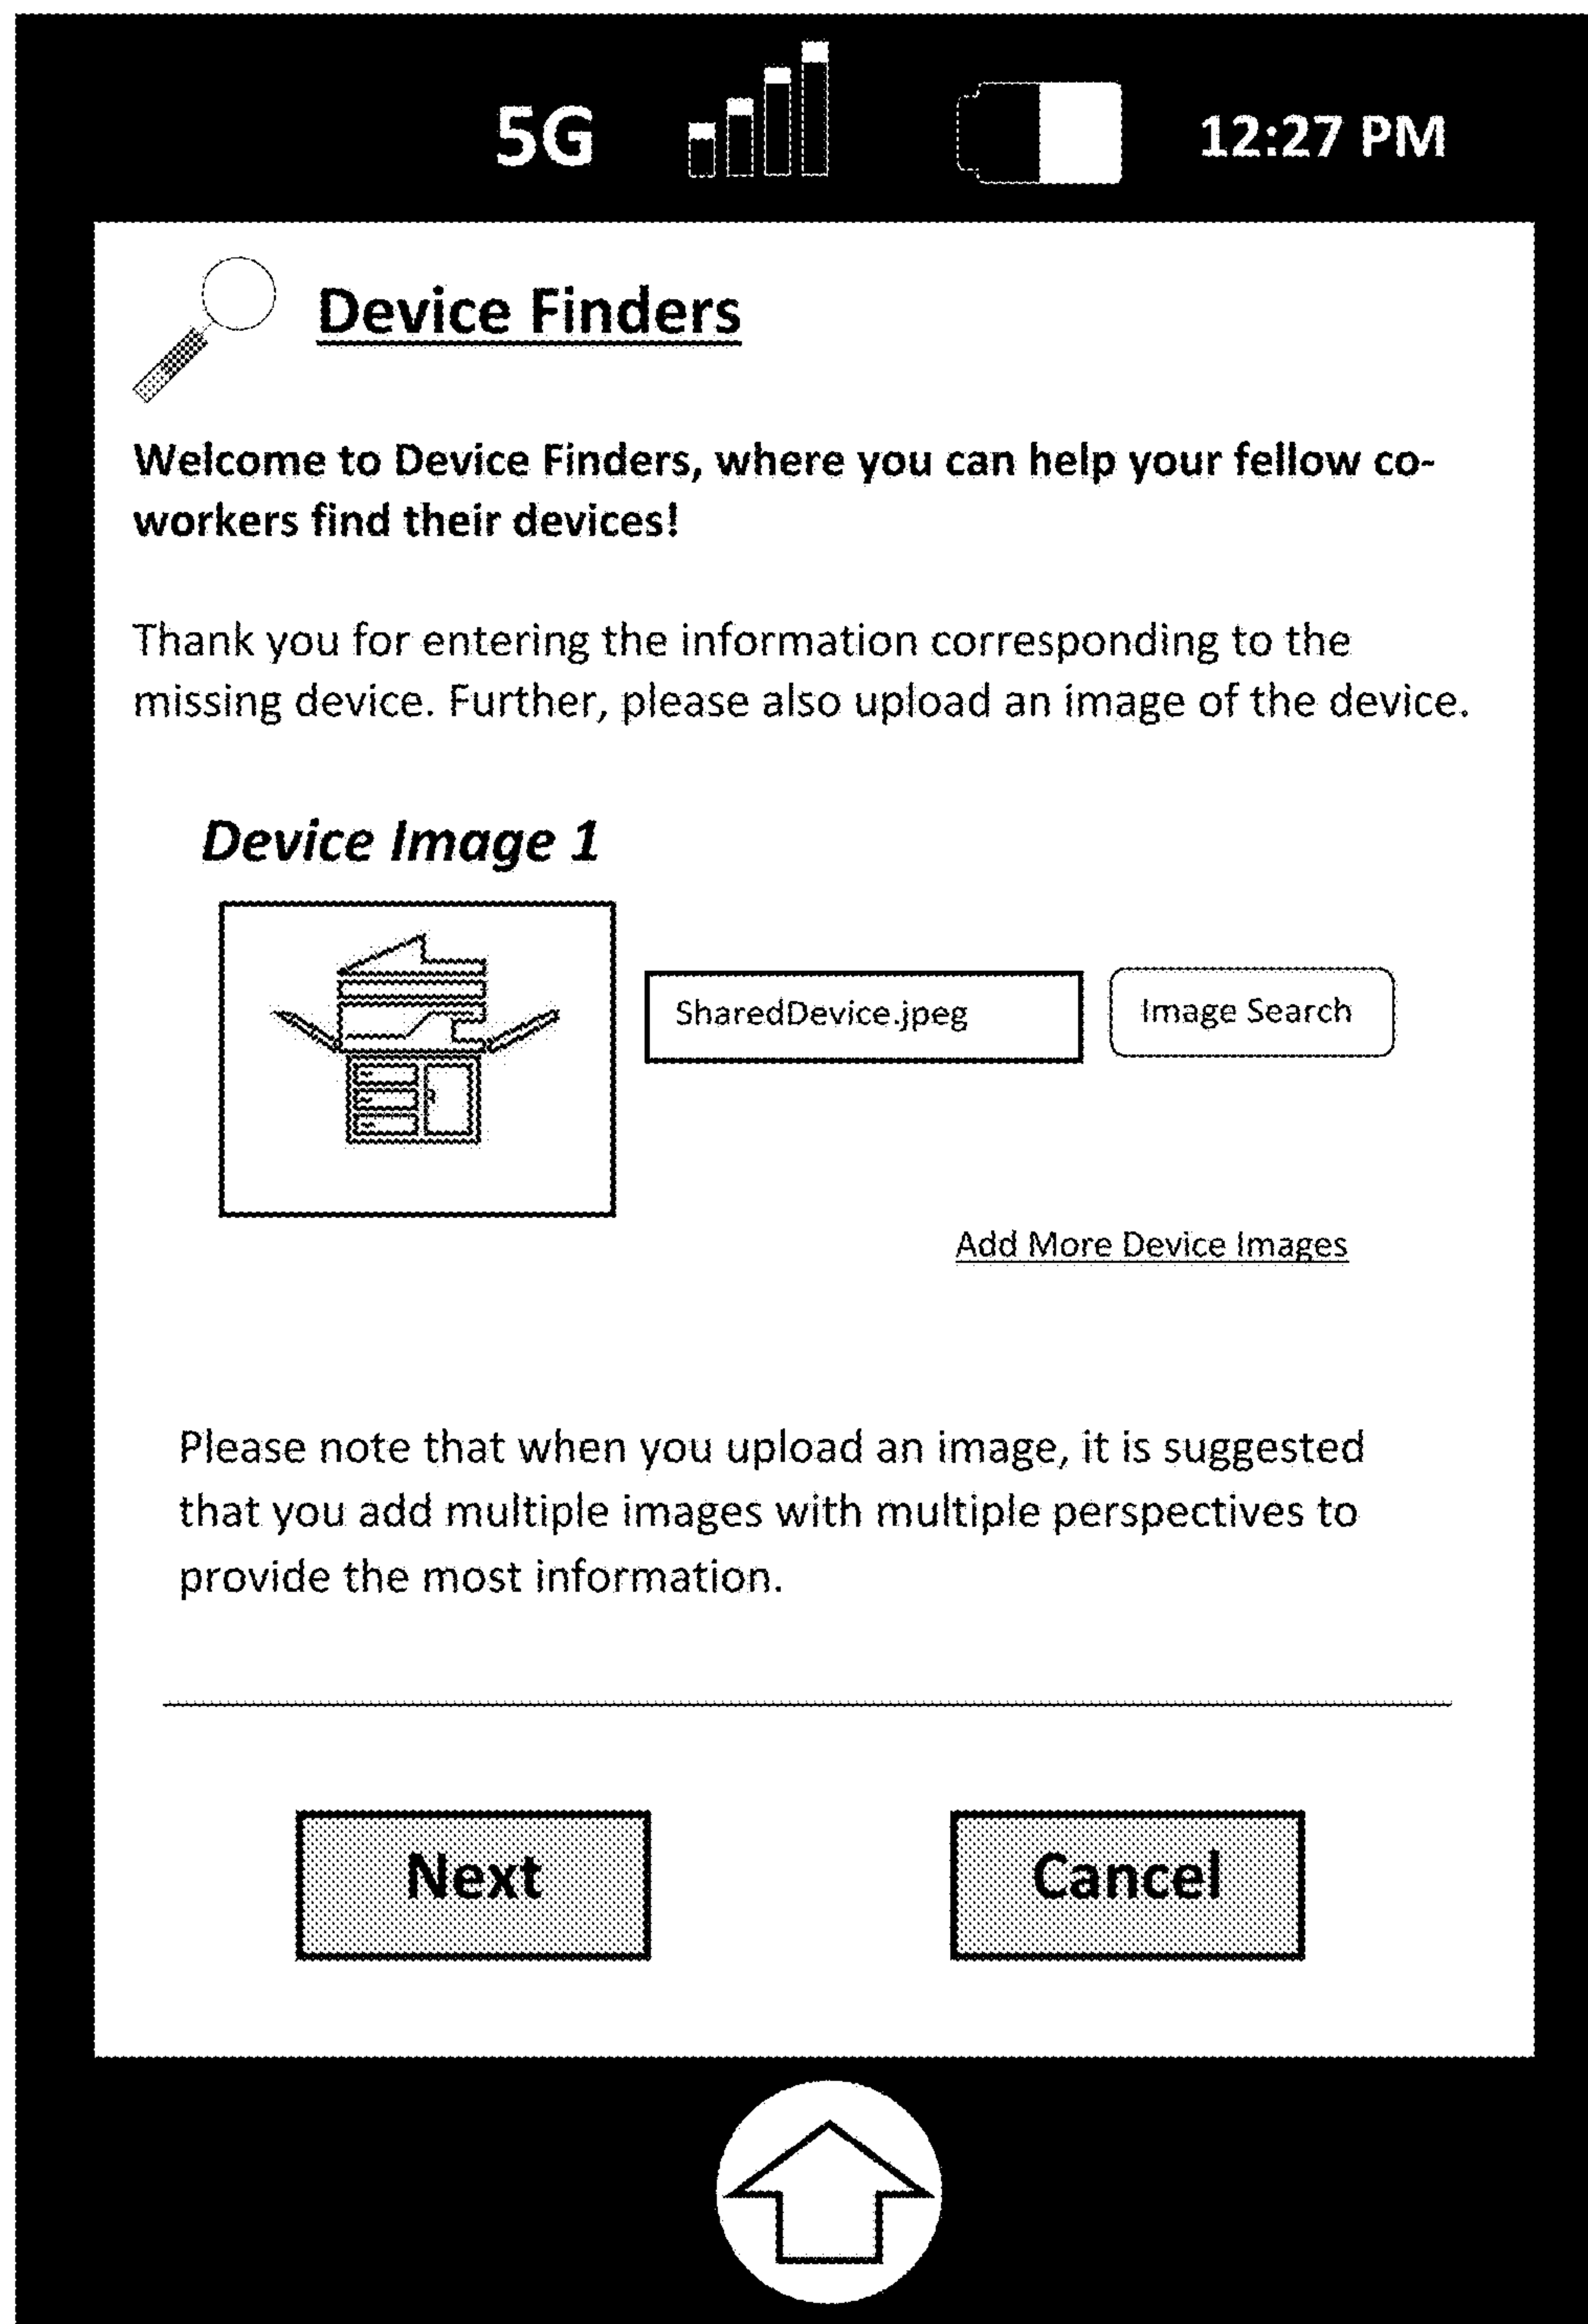 5G 12:27 PM
Device Finders
Welcome to Device Finders, where you can help your fellow co-
workers find their devices!
Thank you for entering the information corresponding to the
missing device. Further, please also upload an image of the device.
Device Image 1
SharedDevice.jpeg
Image Search
Add More Device Images
Please note that when you upload an image, it is suggested
that you add multiple images with multiple perspectives to
provide the most information.
Next
Cancel